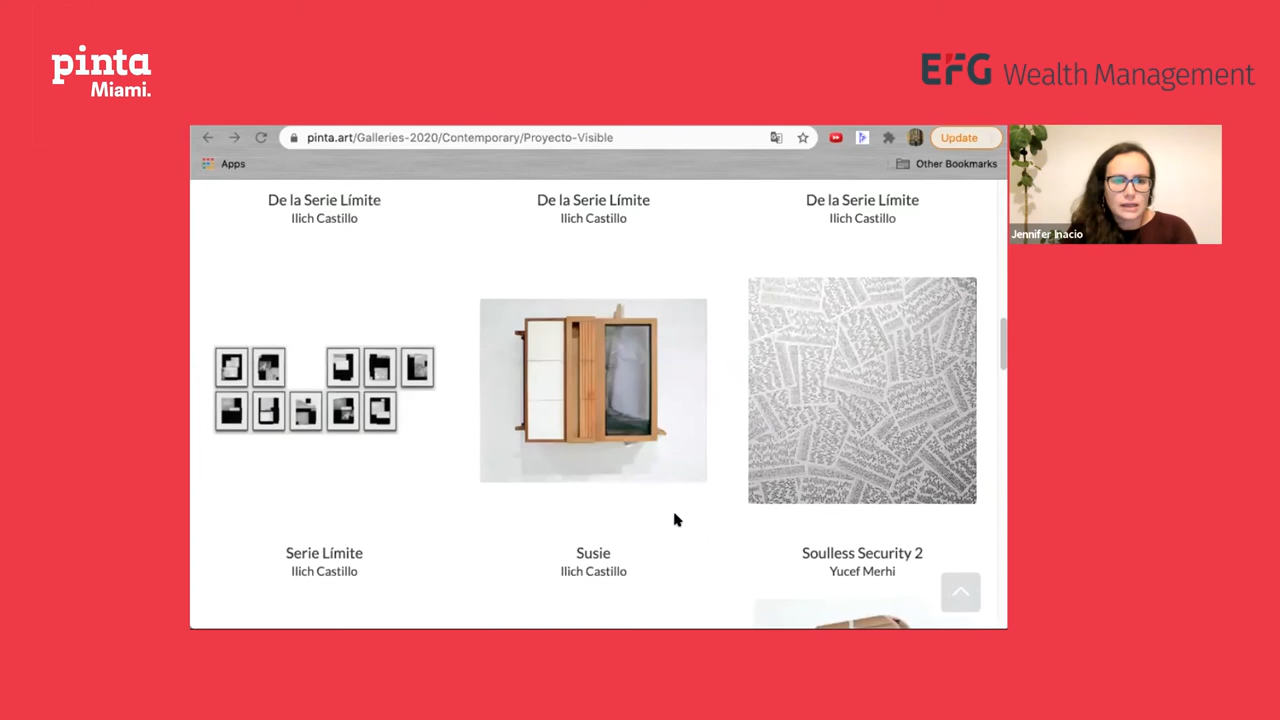 pinta
Miami.
EFG Wealth Management
pinta.art/Galleries-2020/Contemporary/Proyecto-Visible
Update
Apps
Other Bookmarks
De la Serie Límite
Ilich Castillo
De la Serie Límite
Ilich Castillo
De la Serie Límite
Ilich Castillo
Jennifer Inacio
Serie Límite
Ilich Castillo
Susie
Ilich Castillo
Soulless Security 2
Yucef Merhi